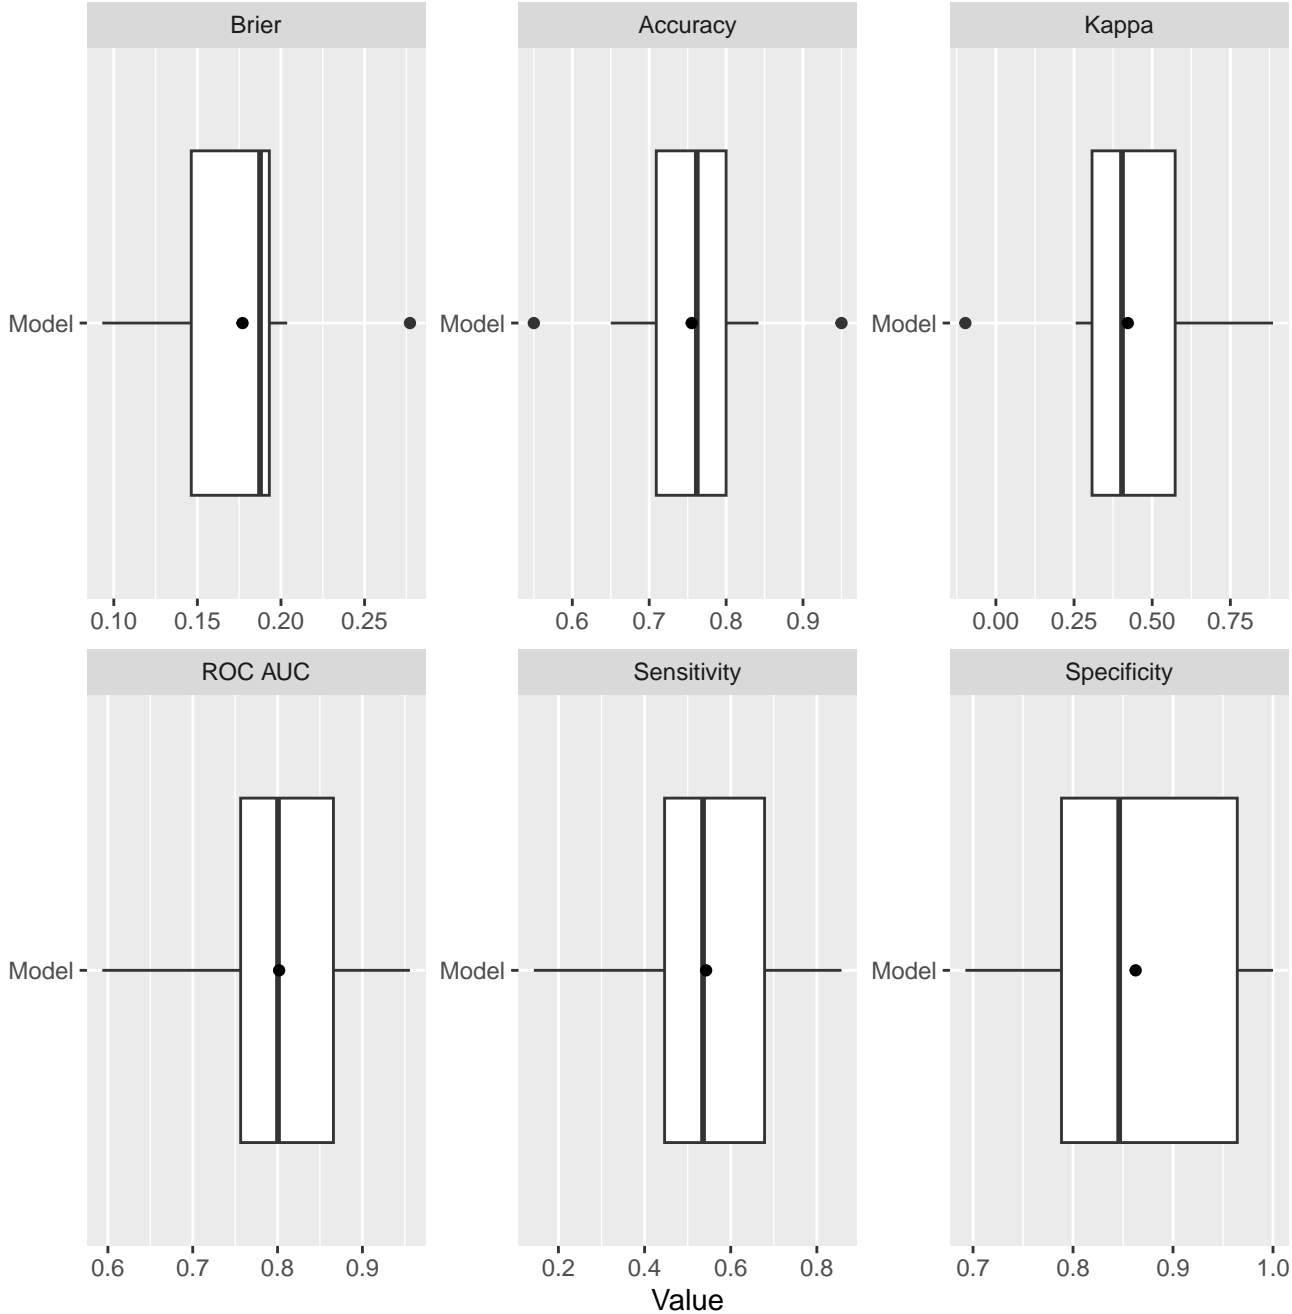 Brier Accuracy Kappa
Model Model Model
0.10 0.15 0.20 0.25 0.6 0.7 0.8 0.9 0.00 0.25 0.50 0.75
ROC AUC Sensitivity Specificity
Model Model Model
0.6 0.7 0.8 0.9 0.2 0.4 0.6 0.8 0.7 0.8 0.9 1.0
Value